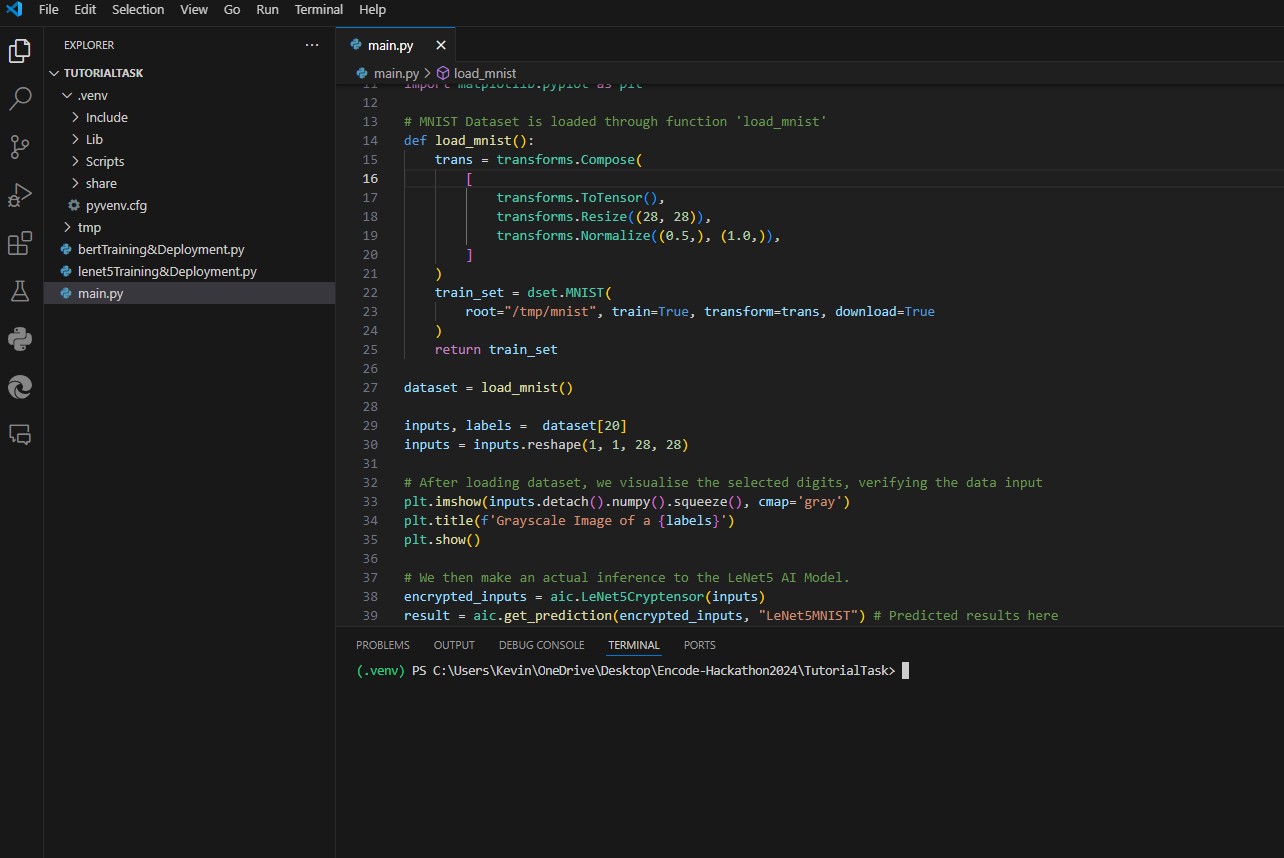 File Edit Selection View Go Run Terminal Help
EXPLORER ···
TUTORIALTASK
.venv
Include
Lib
Scripts
share
pyvenv.cfg
tmp
bertTraining&Deployment.py
lenet5Training&Deployment.py
main.py
main.py
main.py > load_mnist
11 import matplotlib.pyplot as plt
12
13 # MNIST Dataset is loaded through function 'load_mnist'
14 def load_mnist():
15     trans = transforms.Compose(
16         [
17             transforms.ToTensor(),
18             transforms.Resize((28, 28)),
19             transforms.Normalize((0.5,), (1.0,)),
20         ]
21     )
22     train_set = dset.MNIST(
23         root="/tmp/mnist", train=True, transform=trans, download=True
24     )
25     return train_set
26
27 dataset = load_mnist()
28
29 inputs, labels =  dataset[20]
30 inputs = inputs.reshape(1, 1, 28, 28)
31
32 # After loading dataset, we visualise the selected digits, verifying the data input
33 plt.imshow(inputs.detach().numpy().squeeze(), cmap='gray')
34 plt.title(f'Grayscale Image of a {labels}')
35 plt.show()
36
37 # We then make an actual inference to the LeNet5 AI Model.
38 encrypted_inputs = aic.LeNet5Cryptensor(inputs)
39 result = aic.get_prediction(encrypted_inputs, "LeNet5MNIST") # Predicted results here
PROBLEMS OUTPUT DEBUG CONSOLE TERMINAL PORTS
(.venv) PS C:\Users\Kevin\OneDrive\Desktop\Encode-Hackathon2024\TutorialTask>